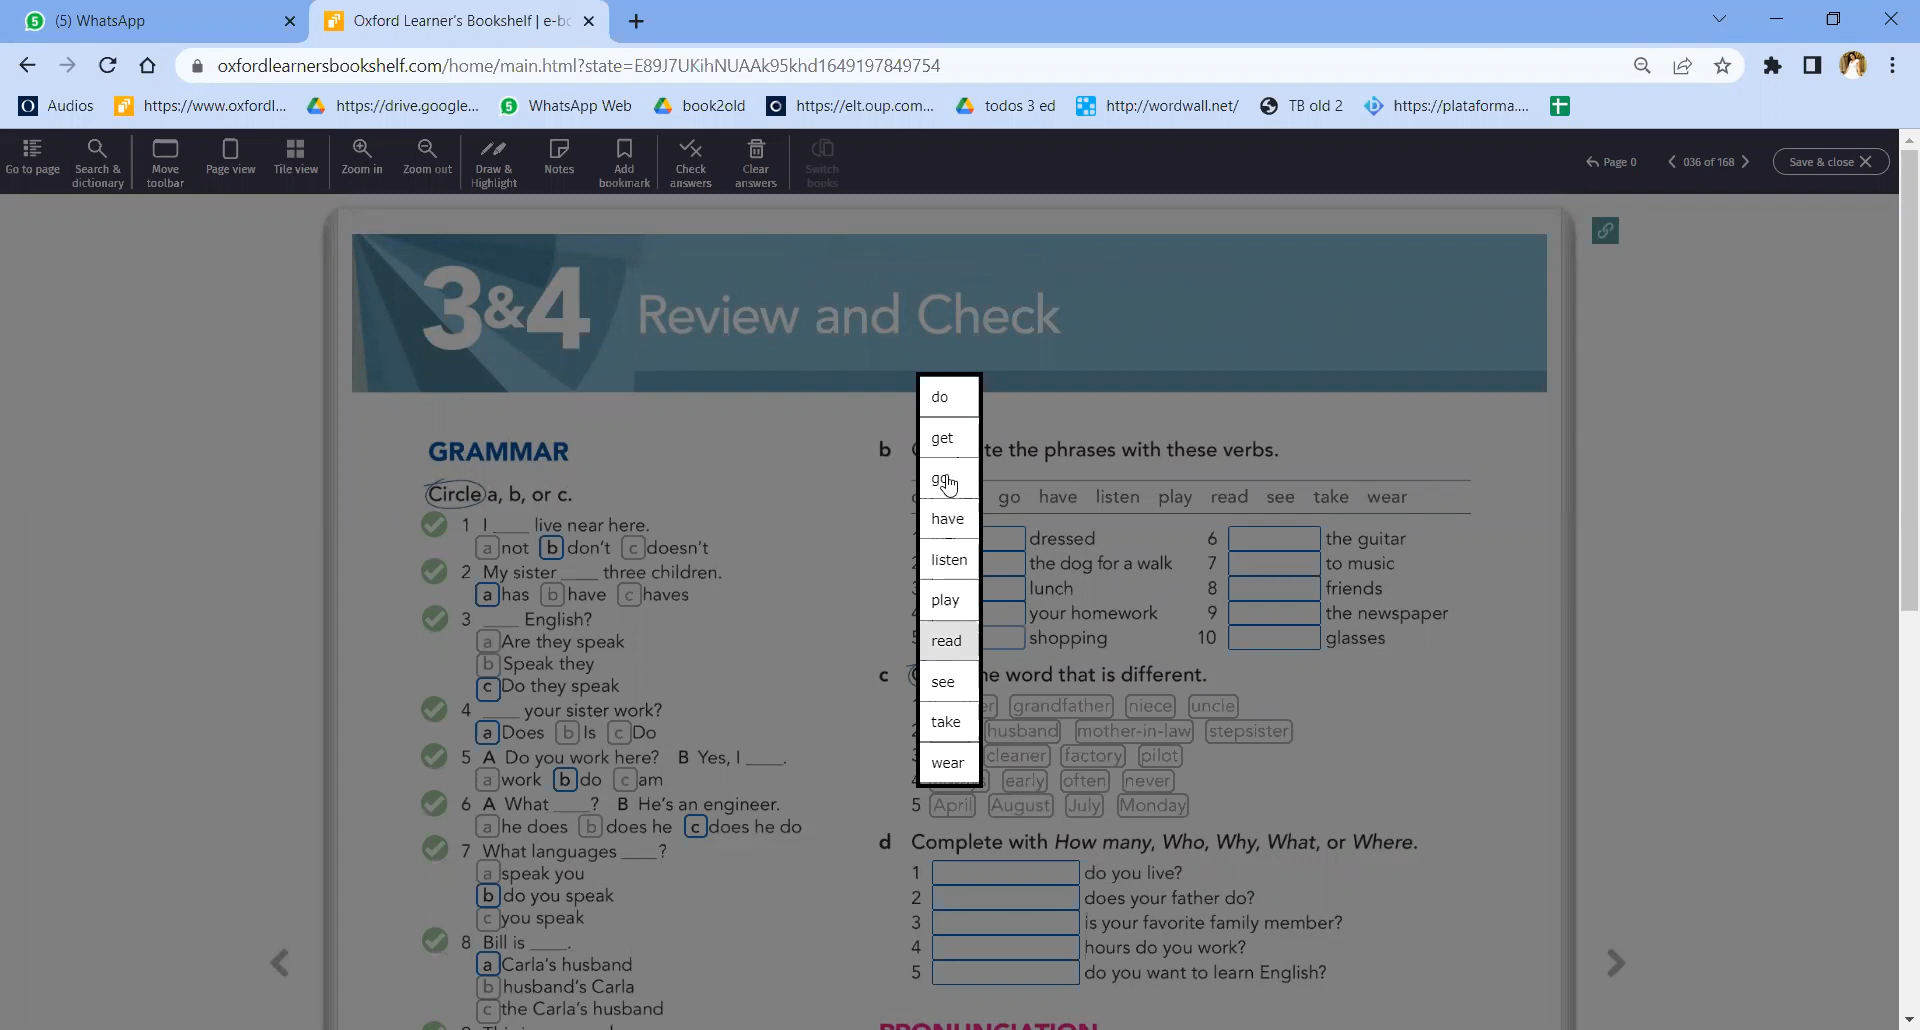 (5) WhatsApp
Oxford Learner's Bookshelf | e-bo
oxfordlearnersbookshelf.com/home/main.html?state=E89J7UKihNUAAk95khd1649197849754
Audios
https://www.oxfordl...
https://drive.google...
WhatsApp Web
book2old
https://elt.oup.com...
todos 3 ed
http://wordwall.net/
TB old 2
https://plataforma....
Go to page
Search & dictionary
Move toolbar
Page view
Tile view
Zoom in
Zoom out
Draw & Highlight
Notes
Add bookmark
Check answers
Clear answers
Switch books
Page 0
036 of 168
Save & close
3&4 Review and Check
GRAMMAR
Circle a, b, or c.
1 I ____ live near here.
a not b don't c doesn't
2 My sister ____ three children.
a has b have c haves
3 ____ English?
a Are they speak
b Speak they
c Do they speak
4 ____ your sister work?
a Does b Is c Do
5 A Do you work here? B Yes, I ____.
a work b do c am
6 A What ____? B He's an engineer.
a he does b does he c does he do
7 What languages ____?
a speak you
b do you speak
c you speak
8 Bill is ____.
a Carla's husband
b husband's Carla
c the Carla's husband
do
get
go
have
listen
play
read
see
take
wear
b te the phrases with these verbs.
go have listen play read see take wear
dressed
the dog for a walk
lunch
your homework
shopping
6 the guitar
7 to music
8 friends
9 the newspaper
10 glasses
c he word that is different.
er grandfather niece uncle
husband mother-in-law stepsister
cleaner factory pilot
early often never
5 April August July Monday
d Complete with How many, Who, Why, What, or Where.
1 do you live?
2 does your father do?
3 is your favorite family member?
4 hours do you work?
5 do you want to learn English?
PRONUNCIATION